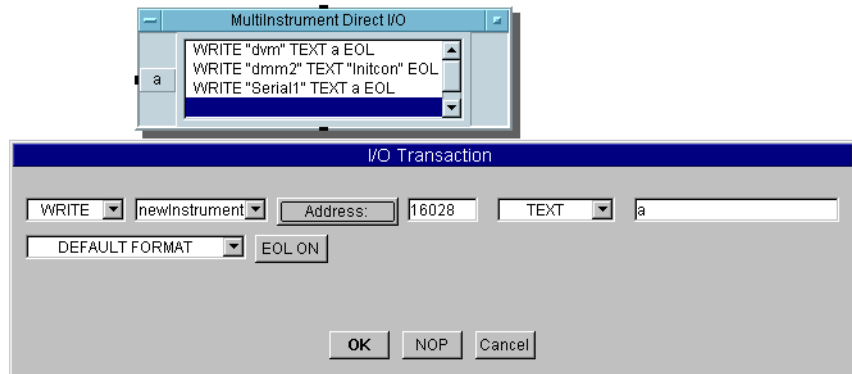 MultiInstrument Direct I/O
a
WRITE "dvm" TEXT a EOL
WRITE "dmm2" TEXT "Initcon" EOL
WRITE "Serial1" TEXT a EOL
I/O Transaction
WRITE newInstrument Address: 16028 TEXT a
DEFAULT FORMAT EOL ON
OK NOP Cancel